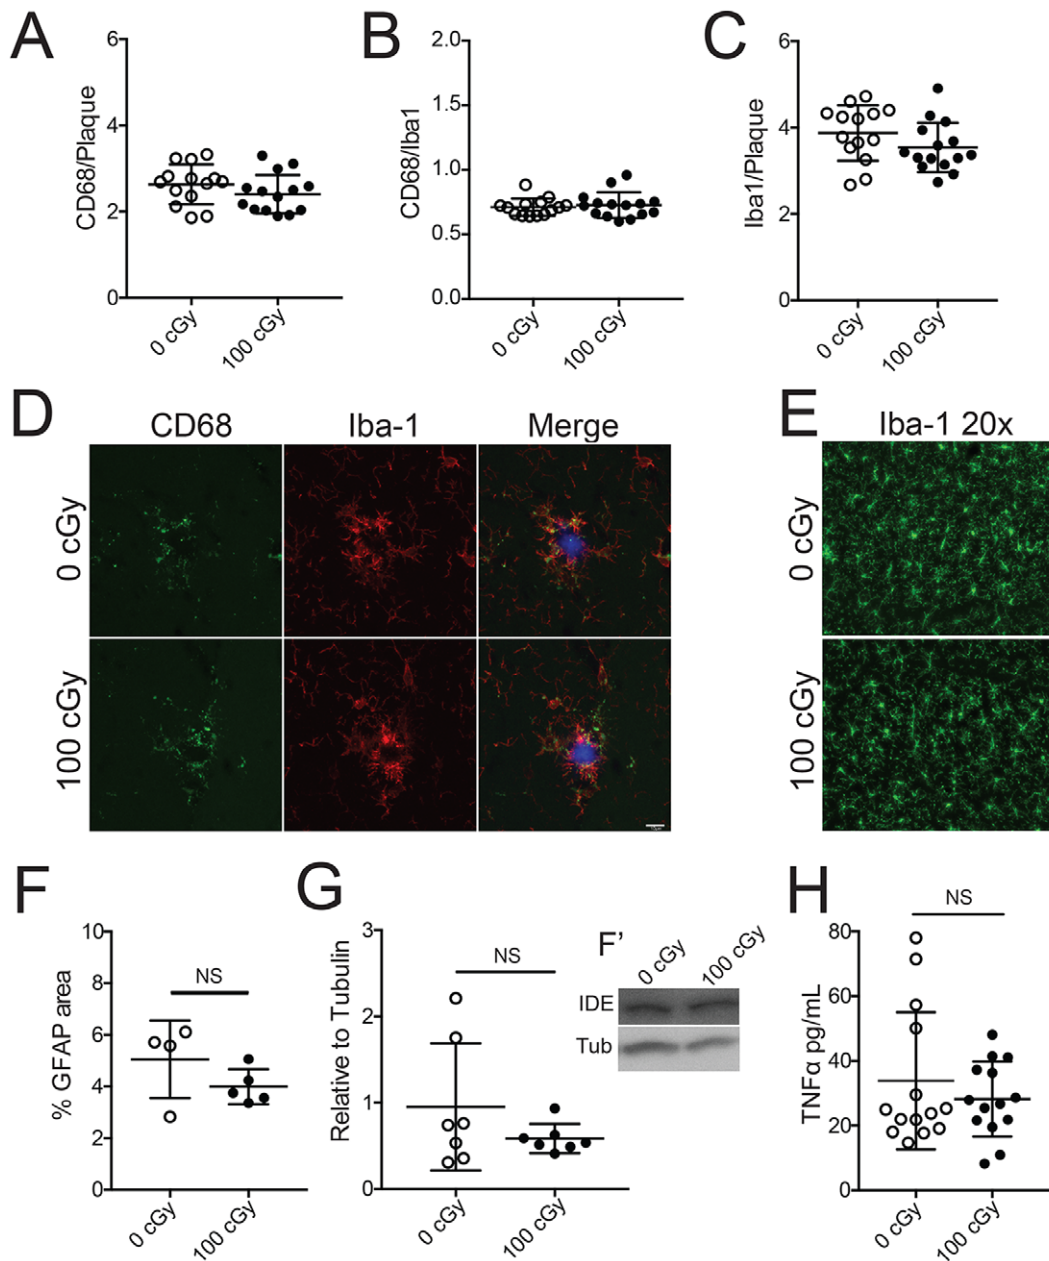 A
CD68/Plaque
6
4
2
0
0 cGy
100 cGy
B
CD68/Iba1
2.0
1.5
1.0
0.5
0.0
0 cGy
100 cGy
C
Iba1/Plaque
6
4
2
0
0 cGy
100 cGy
D
CD68
Iba-1
Merge
0 cGy
100 cGy
E
Iba-1 20x
0 cGy
100 cGy
F
% GFAP area
10
8
6
4
2
0
NS
0 cGy
100 cGy
G
Relative to Tubulin
3
2
1
0
NS
0 cGy
100 cGy
F'
0 cGy
100 cGy
IDE
Tub
H
TNFα pg/mL
80
60
40
20
0
NS
0 cGy
100 cGy